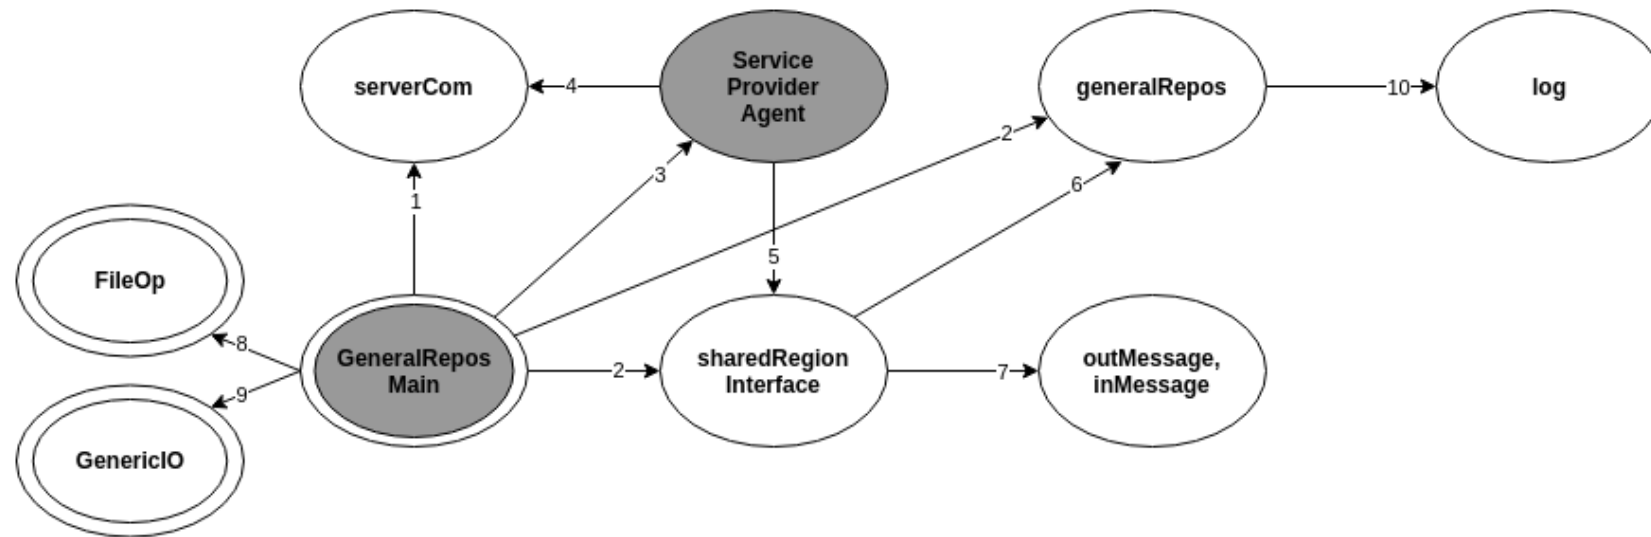 serverCom
4
Service
Provider
Agent
generalRepos
10
log
2
3
6
1
5
FileOp
8
GeneralRepos
Main
2
sharedRegion
Interface
7
outMessage,
inMessage
9
GenericIO